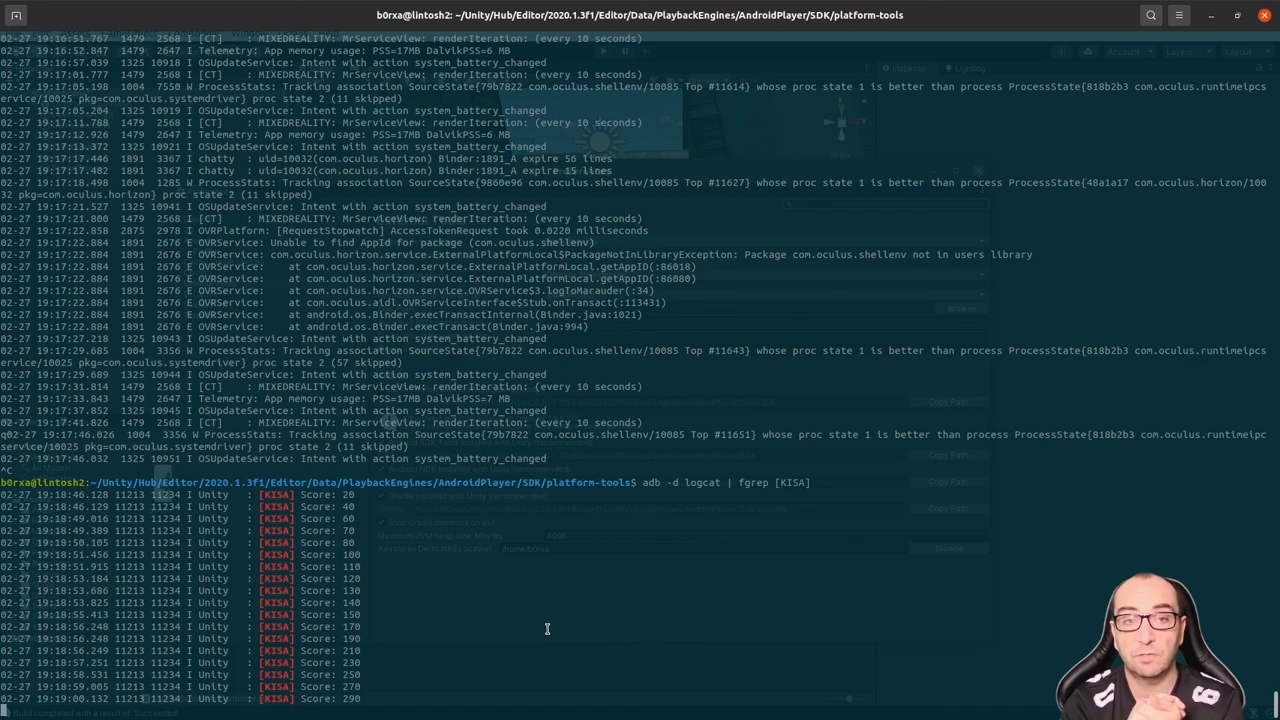 b0rxa@lintosh2: ~/Unity/Hub/Editor/2020.1.3f1/Editor/Data/PlaybackEngines/AndroidPlayer/SDK/platform-tools
02-27 19:16:51.767 1479 2568 I [CT] : MIXEDREALITY: MrServiceView: renderIteration: (every 10 seconds)
02-27 19:16:52.847 1479 2647 I Telemetry: App memory usage: PSS=17MB DalvikPSS=6 MB
02-27 19:16:57.039 1325 10918 I OSUpdateService: Intent with action system_battery_changed
02-27 19:17:01.777 1479 2568 I [CT] : MIXEDREALITY: MrServiceView: renderIteration: (every 10 seconds)
02-27 19:17:05.198 1004 7550 W ProcessStats: Tracking association SourceState{79b7822 com.oculus.shellenv/10085 Top #11614} whose proc state 1 is better than process ProcessState{818b2b3 com.oculus.runtimeipcs
ervice/10025 pkg=com.oculus.systemdriver} proc state 2 (11 skipped)
02-27 19:17:05.204 1325 10919 I OSUpdateService: Intent with action system_battery_changed
02-27 19:17:11.788 1479 2568 I [CT] : MIXEDREALITY: MrServiceView: renderIteration: (every 10 seconds)
02-27 19:17:12.926 1479 2647 I Telemetry: App memory usage: PSS=17MB DalvikPSS=6 MB
02-27 19:17:13.372 1325 10921 I OSUpdateService: Intent with action system_battery_changed
02-27 19:17:17.446 1891 3367 I chatty : uid=10032(com.oculus.horizon) Binder:1891_A expire 56 lines
02-27 19:17:17.482 1891 3367 I chatty : uid=10032(com.oculus.horizon) Binder:1891_A expire lines
02-27 19:17:18.498 1004 1285 W ProcessStats: Tracking association SourceState{9860e96 com.oculus.shellenv/10085 Top #11627} whose proc state 1 is better than process ProcessState{48a1a17 com.oculus.horizon/100
32 pkg=com.oculus.horizon} proc state 2 (11 skipped)
02-27 19:17:21.527 1325 10941 I OSUpdateService: Intent with action system_battery_changed
02-27 19:17:21.800 1479 2568 I [CT] : MIXEDREALITY: MrServiceView: renderIteration: (every 10 seconds)
02-27 19:17:22.858 2875 2978 I OVRPlatform: [RequestStopwatch] AccessTokenRequest took 0.0220 milliseconds
02-27 19:17:22.884 1891 2676 E OVRService: Unable to find AppId for package (com.oculus.shellenv)
02-27 19:17:22.884 1891 2676 E OVRService: com.oculus.horizon.service.ExternalPlatformLocal$PackageNotInLibraryException: Package com.oculus.shellenv not in users library
02-27 19:17:22.884 1891 2676 E OVRService: at com.oculus.horizon.service.ExternalPlatformLocal.getAppID(:86018)
02-27 19:17:22.884 1891 2676 E OVRService: at com.oculus.horizon.service.ExternalPlatformLocal.getAppID(:86080)
02-27 19:17:22.884 1891 2676 E OVRService: at com.oculus.horizon.service.OVRService$3.logToMarauder(:34)
02-27 19:17:22.884 1891 2676 E OVRService: at com.oculus.aidl.OVRServiceInterface$Stub.onTransact(:113431)
02-27 19:17:22.884 1891 2676 E OVRService: at android.os.Binder.execTransactInternal(Binder.java:1021)
02-27 19:17:22.884 1891 2676 E OVRService: at android.os.Binder.execTransact(Binder.java:994)
02-27 19:17:27.218 1325 10943 I OSUpdateService: Intent with action system_battery_changed
02-27 19:17:29.685 1004 3356 W ProcessStats: Tracking association SourceState{79b7822 com.oculus.shellenv/10085 Top #11643} whose proc state 1 is better than process ProcessState{818b2b3 com.oculus.runtimeipcs
ervice/10025 pkg=com.oculus.systemdriver} proc state 2 (57 skipped)
02-27 19:17:29.689 1325 10944 I OSUpdateService: Intent with action system_battery_changed
02-27 19:17:31.814 1479 2568 I [CT] : MIXEDREALITY: MrServiceView: renderIteration: (every 10 seconds)
02-27 19:17:33.843 1479 2647 I Telemetry: App memory usage: PSS=17MB DalvikPSS=7 MB
02-27 19:17:37.852 1325 10945 I OSUpdateService: Intent with action system_battery_changed
02-27 19:17:41.826 1479 2568 I [CT] : MIXEDREALITY: MrServiceView: renderIteration: (every 10 seconds)
02-27 19:17:46.026 1004 3356 W ProcessStats: Tracking association SourceState{79b7822 com.oculus.shellenv/10085 Top #11651} whose proc state 1 is better than process ProcessState{818b2b3 com.oculus.runtimeipc
ervice/10025 pkg=com.oculus.systemdriver} proc state 2 (11 skipped)
02-27 19:17:46.032 1325 10951 I OSUpdateService: Intent with action system_battery_changed
^C
b0rxa@lintosh2:~/Unity/Hub/Editor/2020.1.3f1/Editor/Data/PlaybackEngines/AndroidPlayer/SDK/platform-tools$ adb -d logcat | fgrep [KISA]
02-27 19:18:46.128 11213 11234 I Unity : [KISA] Score: 20
02-27 19:18:46.129 11213 11234 I Unity : [KISA] Score: 40
02-27 19:18:49.016 11213 11234 I Unity : [KISA] Score: 60
02-27 19:18:49.389 11213 11234 I Unity : [KISA] Score: 70
02-27 19:18:50.105 11213 11234 I Unity : [KISA] Score: 80
02-27 19:18:51.456 11213 11234 I Unity : [KISA] Score: 100
02-27 19:18:51.915 11213 11234 I Unity : [KISA] Score: 110
02-27 19:18:53.184 11213 11234 I Unity : [KISA] Score: 120
02-27 19:18:53.686 11213 11234 I Unity : [KISA] Score: 130
02-27 19:18:53.825 11213 11234 I Unity : [KISA] Score: 140
02-27 19:18:55.413 11213 11234 I Unity : [KISA] Score: 150
02-27 19:18:56.248 11213 11234 I Unity : [KISA] Score: 170
02-27 19:18:56.248 11213 11234 I Unity : [KISA] Score: 190
02-27 19:18:56.249 11213 11234 I Unity : [KISA] Score: 210
02-27 19:18:57.251 11213 11234 I Unity : [KISA] Score: 230
02-27 19:18:58.531 11213 11234 I Unity : [KISA] Score: 250
02-27 19:18:59.005 11213 11234 I Unity : [KISA] Score: 270
02-27 19:19:00.132 11213 11234 I Unity : [KISA] Score: 290
Account
Layers
Layout
Inspector
Lighting
Browse
Copy Path
Copy Path
Copy Path
Copy Path
4096
Keystores Dedicated Location /home/b0rxa
Browse
Build completed with a result of 'Succeeded'